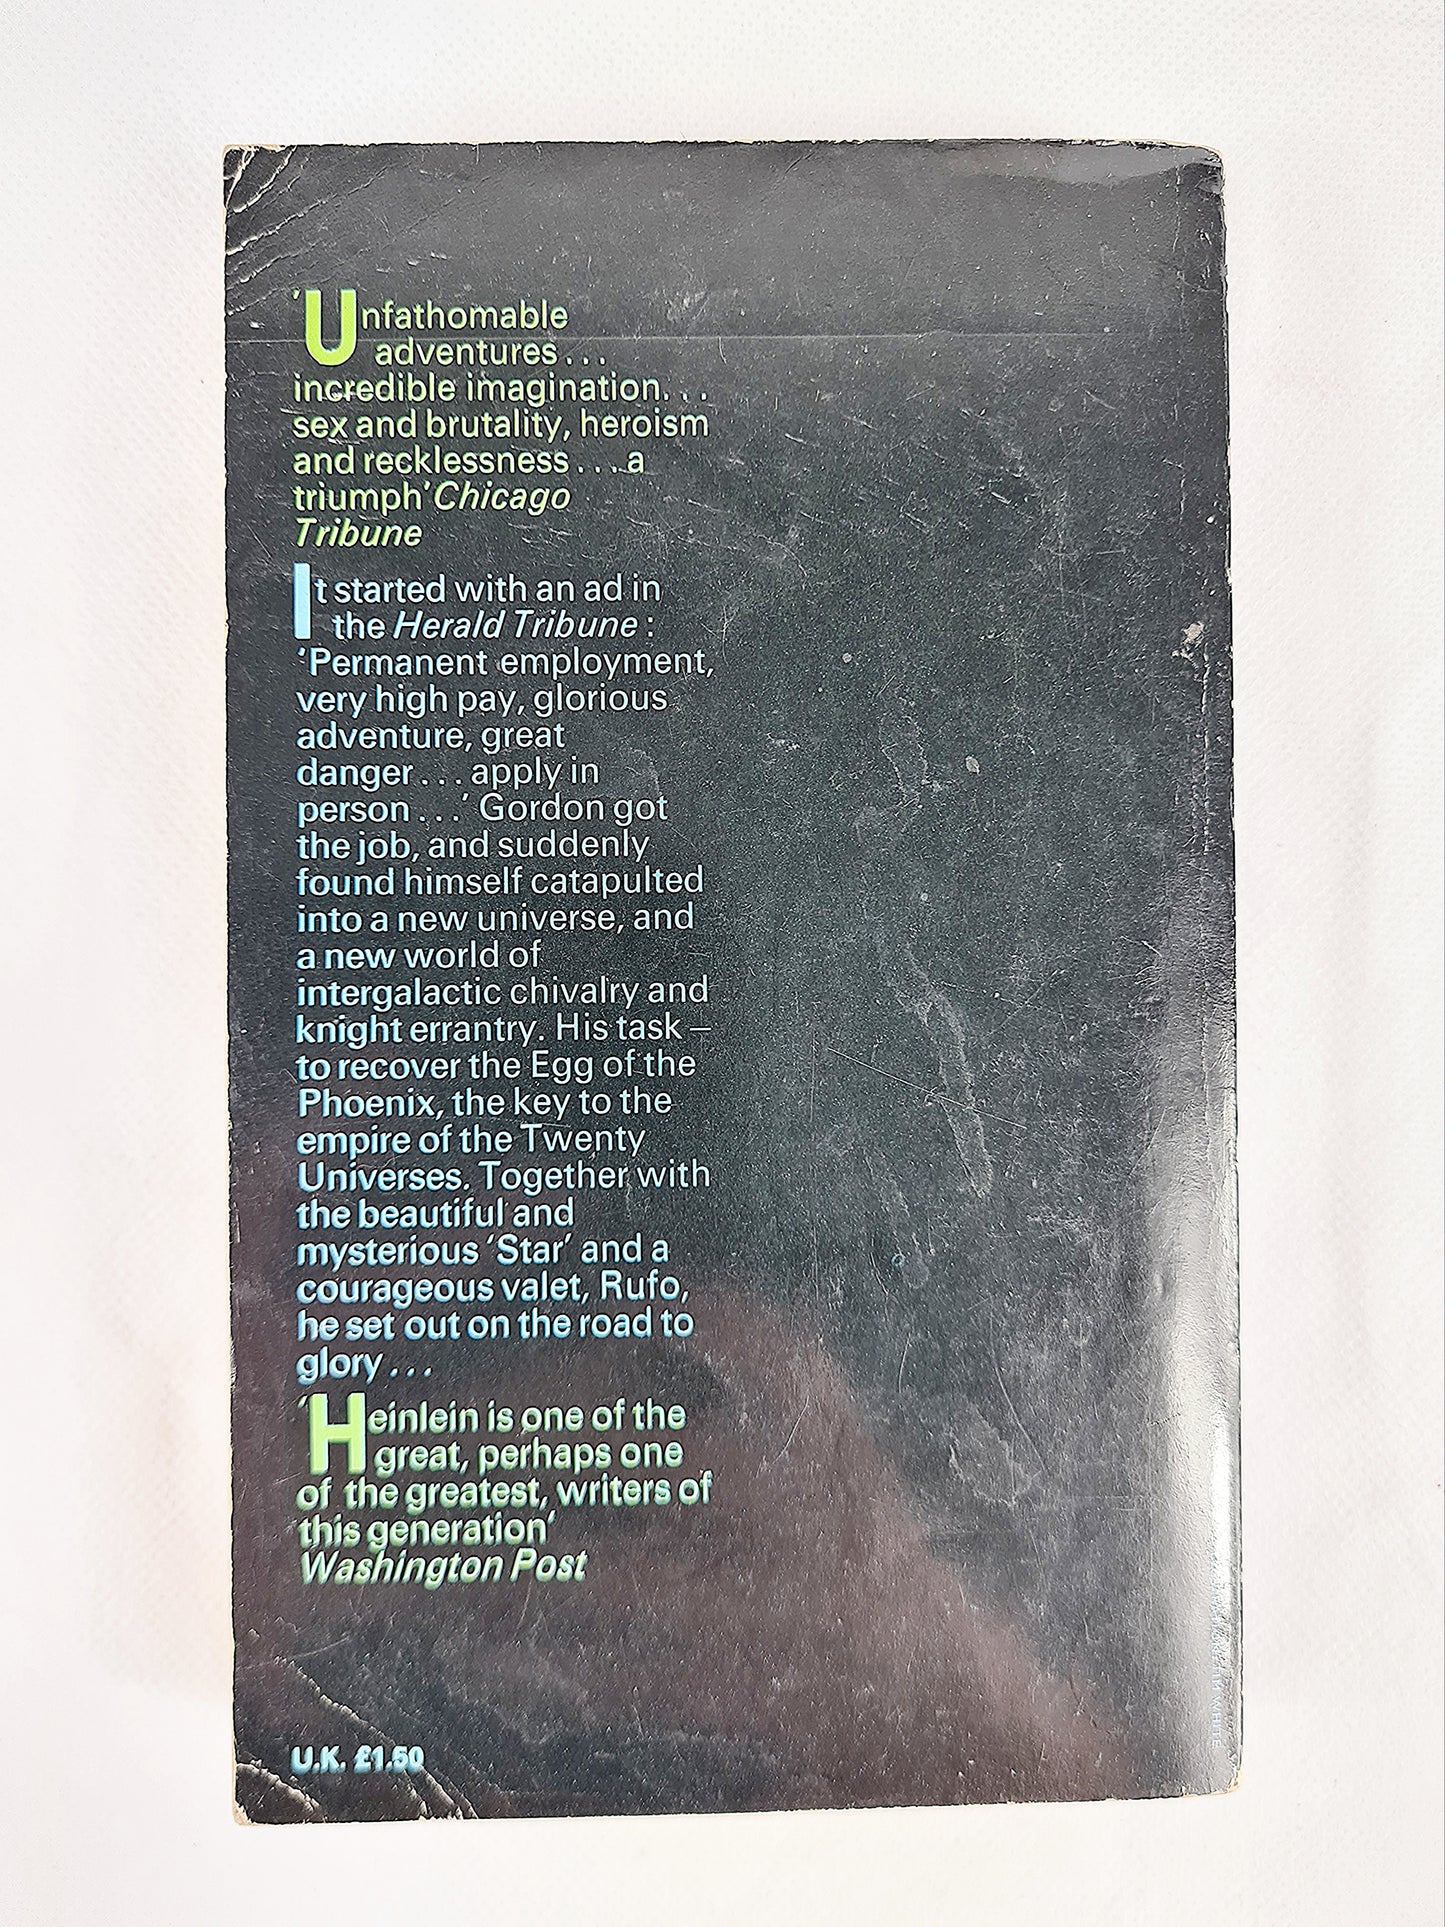 'Unfathomable
adventures...
incredible imagination...
sex and brutality, heroism
and recklessness...a
triumph' Chicago
Tribune
It started with an ad in
the Herald Tribune:
'Permanent employment,
very high pay, glorious
adventure, great
danger...apply in
person...' Gordon got
the job, and suddenly
found himself catapulted
into a new universe, and
a new world of
intergalactic chivalry and
knight errantry. His task –
to recover the Egg of the
Phoenix, the key to the
empire of the Twenty
Universes. Together with
the beautiful and
mysterious 'Star' and a
courageous valet, Rufo,
he set out on the road to
glory...
'Heinlein is one of the
great, perhaps one
of the greatest, writers of
this generation'
Washington Post
U.K. £1.50
WHITE